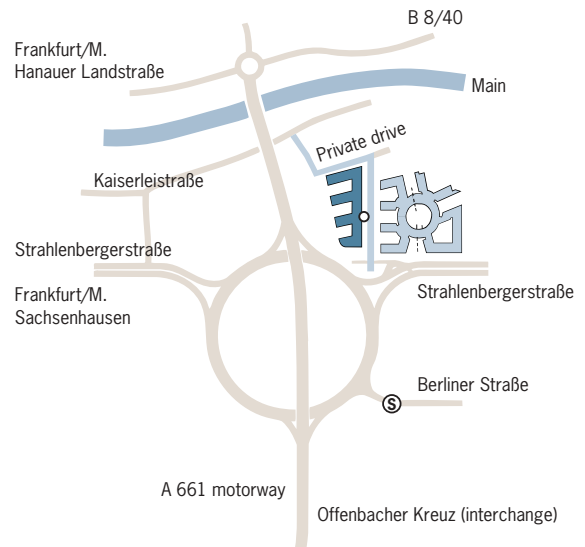 B 8/40
Frankfurt/M.
Hanauer Landstraße
Main
Private drive
Kaiserleistraße
Strahlenbergerstraße
Frankfurt/M.
Sachsenhausen
Strahlenbergerstraße
Berliner Straße
S
A 661 motorway
Offenbacher Kreuz (interchange)